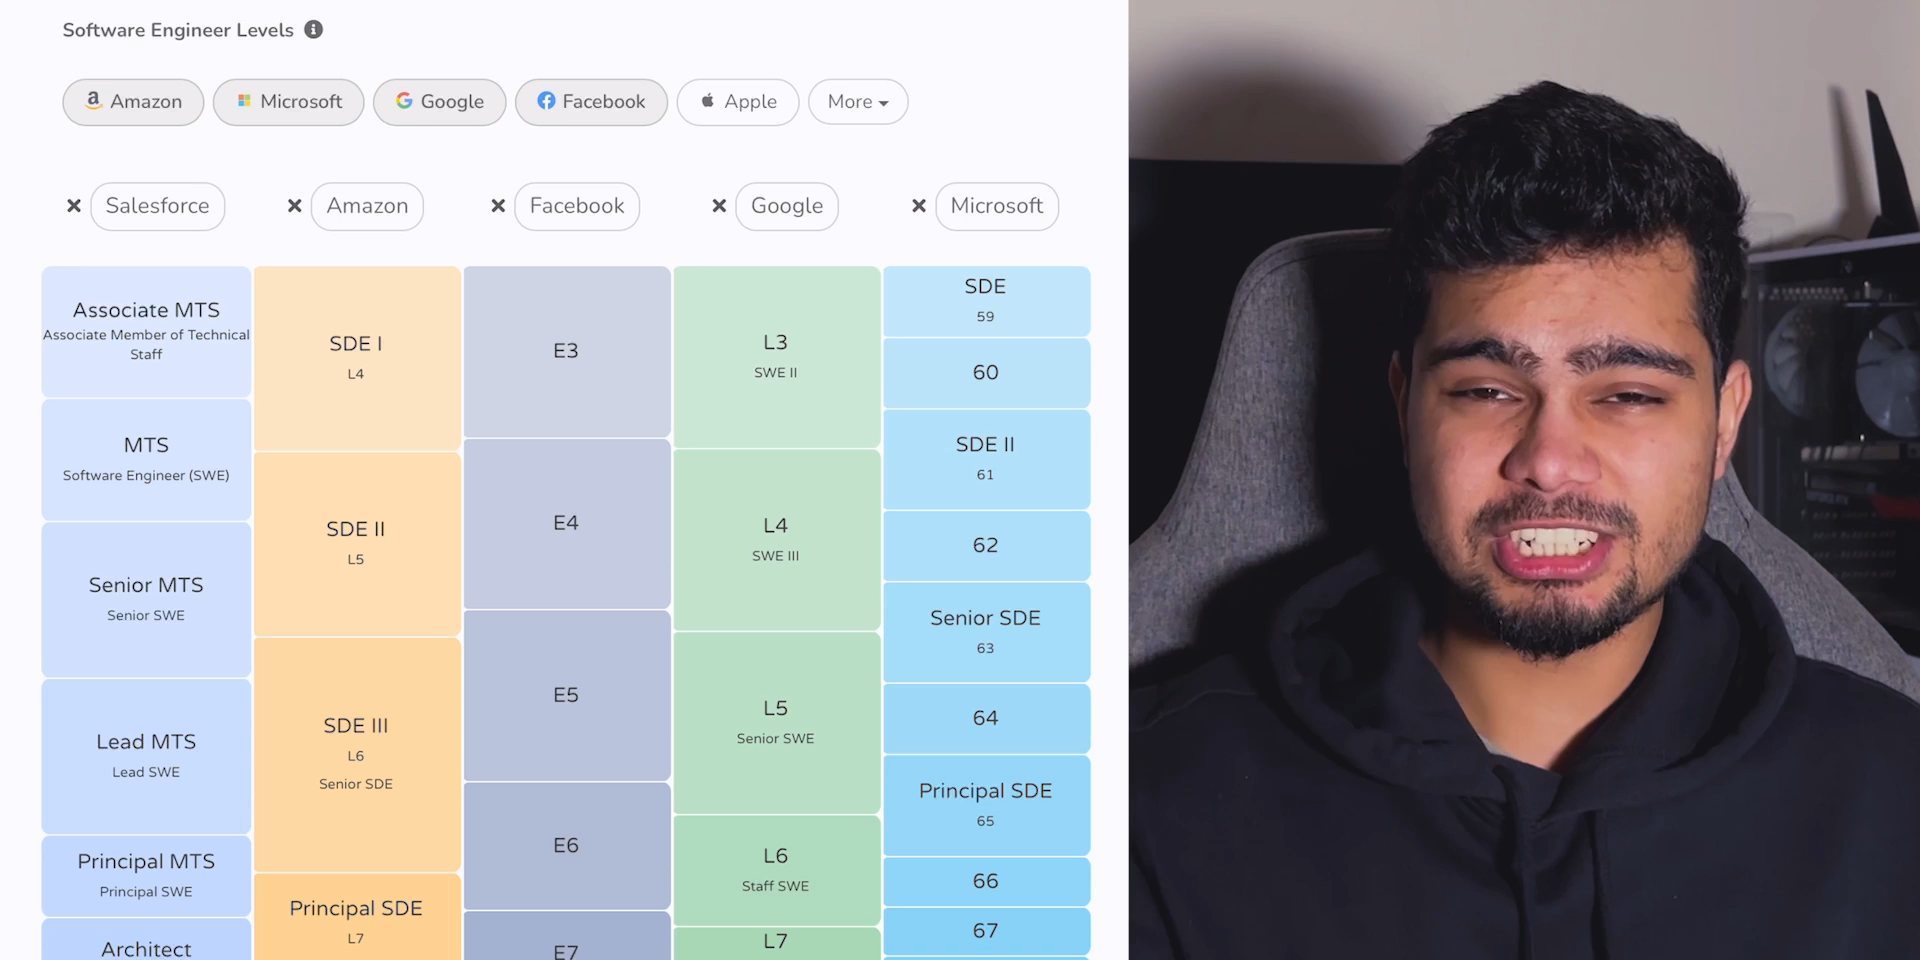 Software Engineer Levels
Amazon
Microsoft
Google
Facebook
Apple
More
Salesforce
Amazon
Facebook
Google
Microsoft
Associate MTS
Associate Member of Technical
Staff
MTS
Software Engineer (SWE)
Senior MTS
Senior SWE
Lead MTS
Lead SWE
Principal MTS
Principal SWE
Architect
SDE I
L4
SDE II
L5
SDE III
L6
Senior SDE
Principal SDE
L7
E3
E4
E5
E6
E7
L3
SWE II
L4
SWE III
L5
Senior SWE
L6
Staff SWE
L7
SDE
59
60
SDE II
61
62
Senior SDE
63
64
Principal SDE
65
66
67